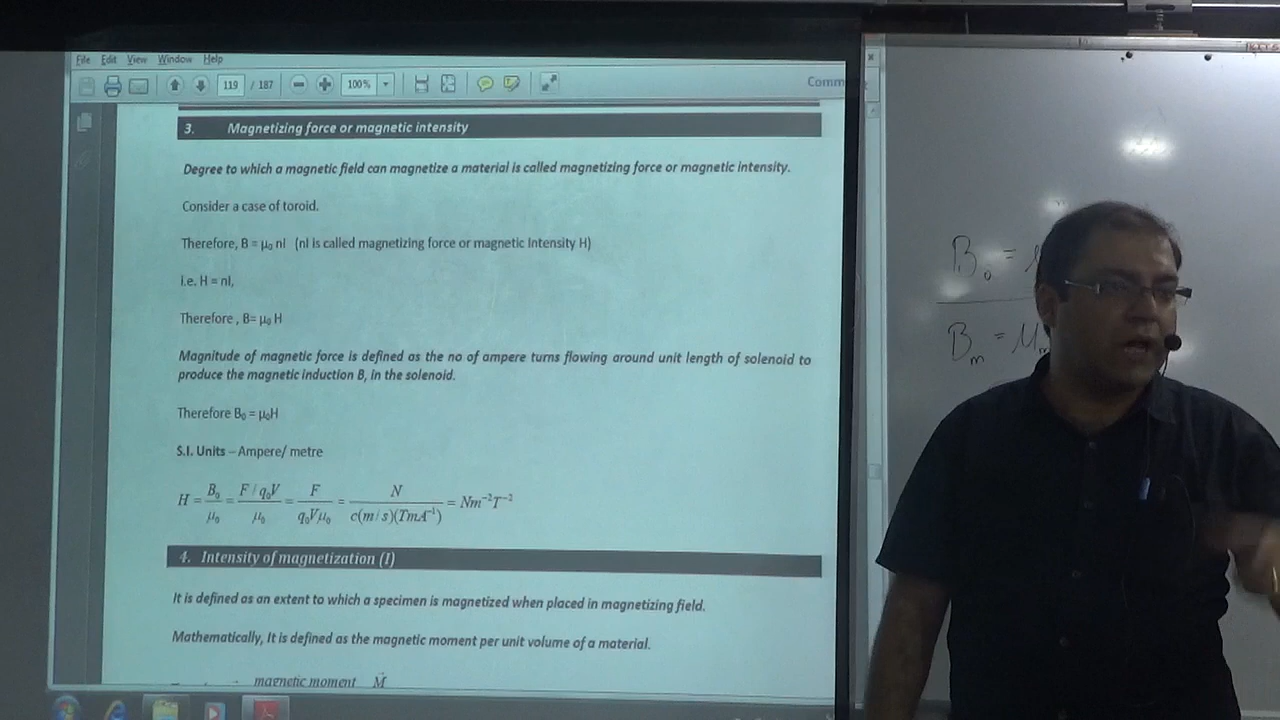 File Edit View Window Help
119 / 187 100% Comm
3. Magnetizing force or magnetic intensity
Degree to which a magnetic field can magnetize a material is called magnetizing force or magnetic intensity.
Consider a case of toroid.
Therefore, B = μ₀ nI (nI is called magnetizing force or magnetic Intensity H)
i.e. H = nI,
Therefore , B= μ₀ H
Magnitude of magnetic force is defined as the no of ampere turns flowing around unit length of solenoid to
produce the magnetic induction B, in the solenoid.
Therefore B₀ = μ₀H
S.I. Units – Ampere/ metre
H = B₀/μ₀ = (F / q₀V)/μ₀ = F/(q₀Vμ₀) = N/(c(m/s)(TmA⁻¹)) = Nm⁻²T⁻²
4. Intensity of magnetization (I)
It is defined as an extent to which a specimen is magnetized when placed in magnetizing field.
Mathematically, It is defined as the magnetic moment per unit volume of a material.
magnetic moment M
B₀ =
Bm = μm